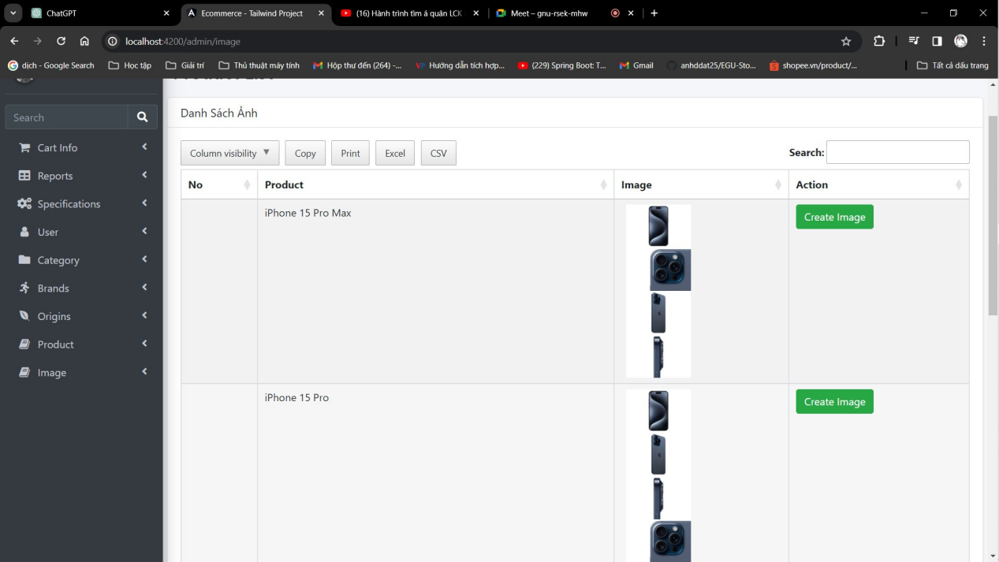 ChatGPT
Ecommerce - Tailwind Project
(16) Hành trình tìm á quân LCK
Meet – gnu-rsek-mhw
localhost:4200/admin/image
dịch - Google Search
Học tập
Giải trí
Thủ thuật máy tính
Hộp thư đến (264) -...
Hướng dẫn tích hợp...
(229) Spring Boot: T...
Gmail
anhddat25/EGU-Sto...
shopee.vn/product/...
Tất cả dấu trang
Product List
Search
Cart Info
Reports
Specifications
User
Category
Brands
Origins
Product
Image
Danh Sách Ảnh
Column visibility ▼ Copy Print Excel CSV
Search:
No Product Image Action
iPhone 15 Pro Max Create Image
iPhone 15 Pro Create Image